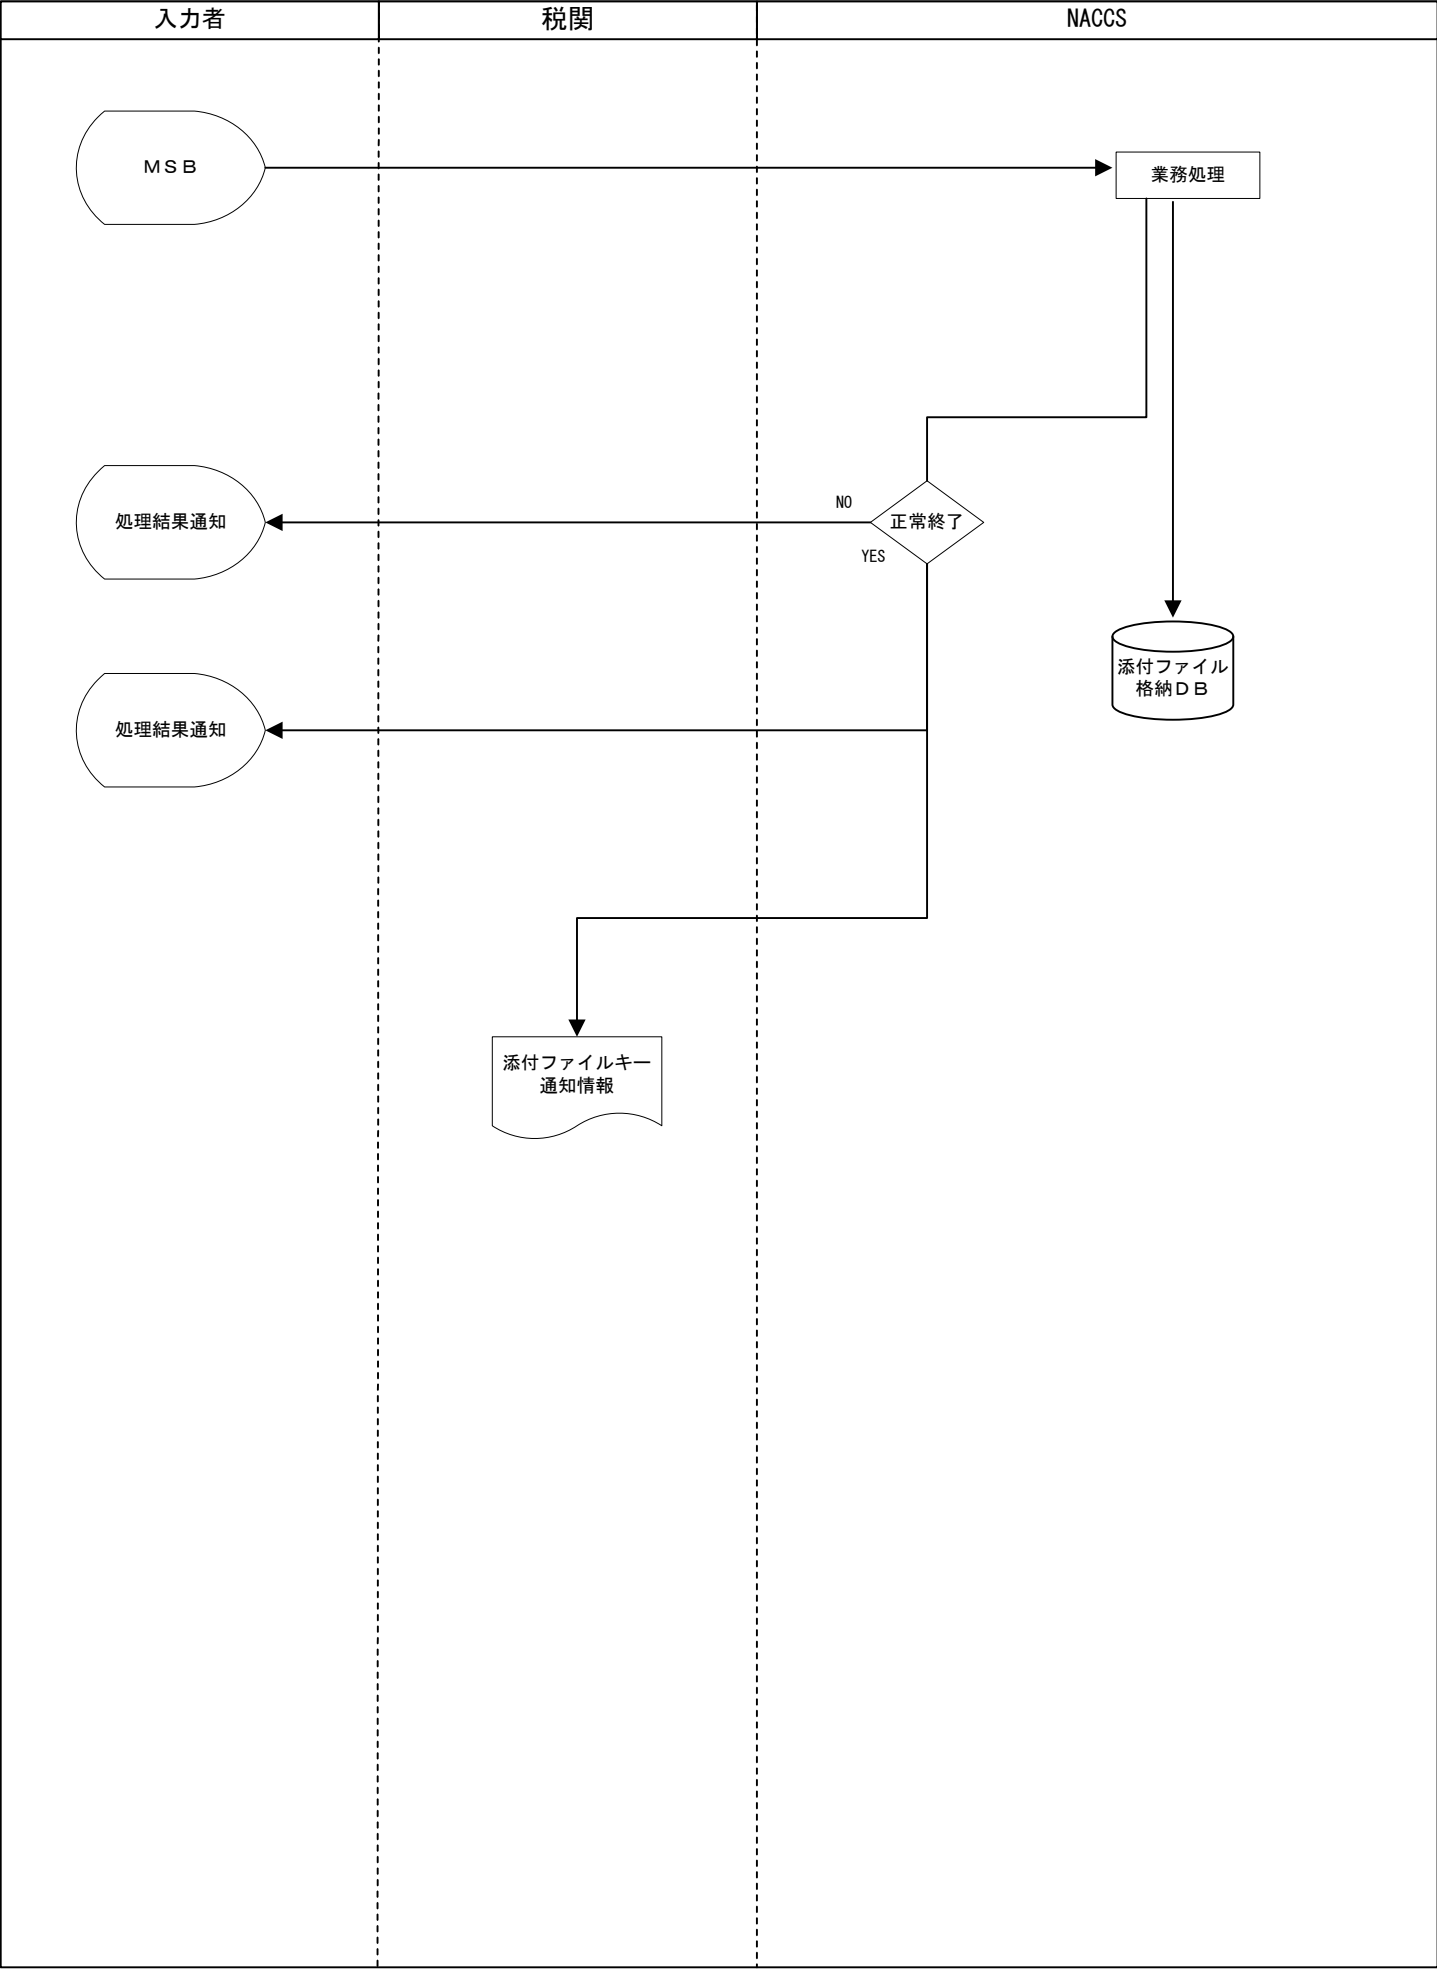 入力者
税関
NACCS
ＭＳＢ
業務処理
NO
処理結果通知
正常終了
YES
添付ファイル
格納ＤＢ
処理結果通知
添付ファイルキー
通知情報